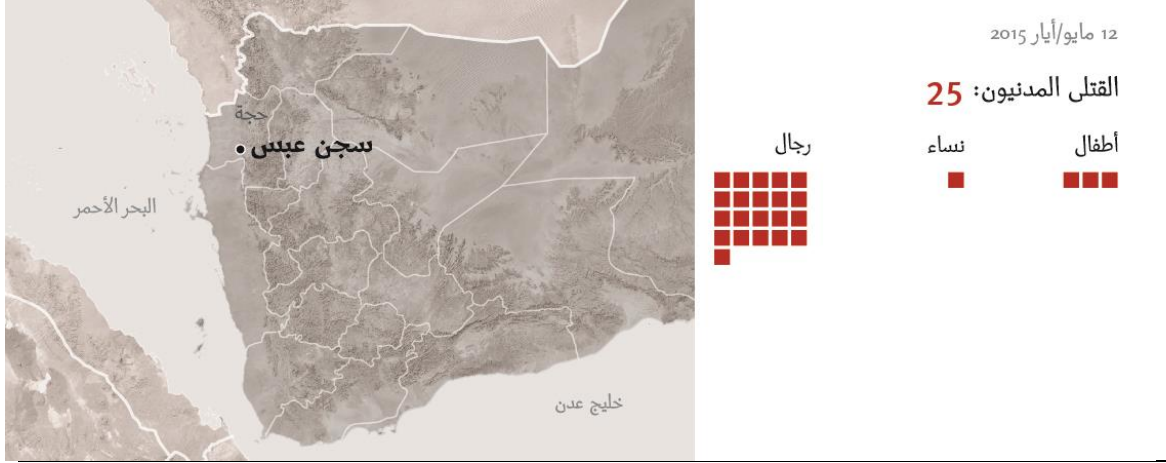 12 مايو/أيار 2015
القتلى المدنيون: 25
أطفال نساء رجال
حجة
سجن عبس
البحر الأحمر
خليج عدن